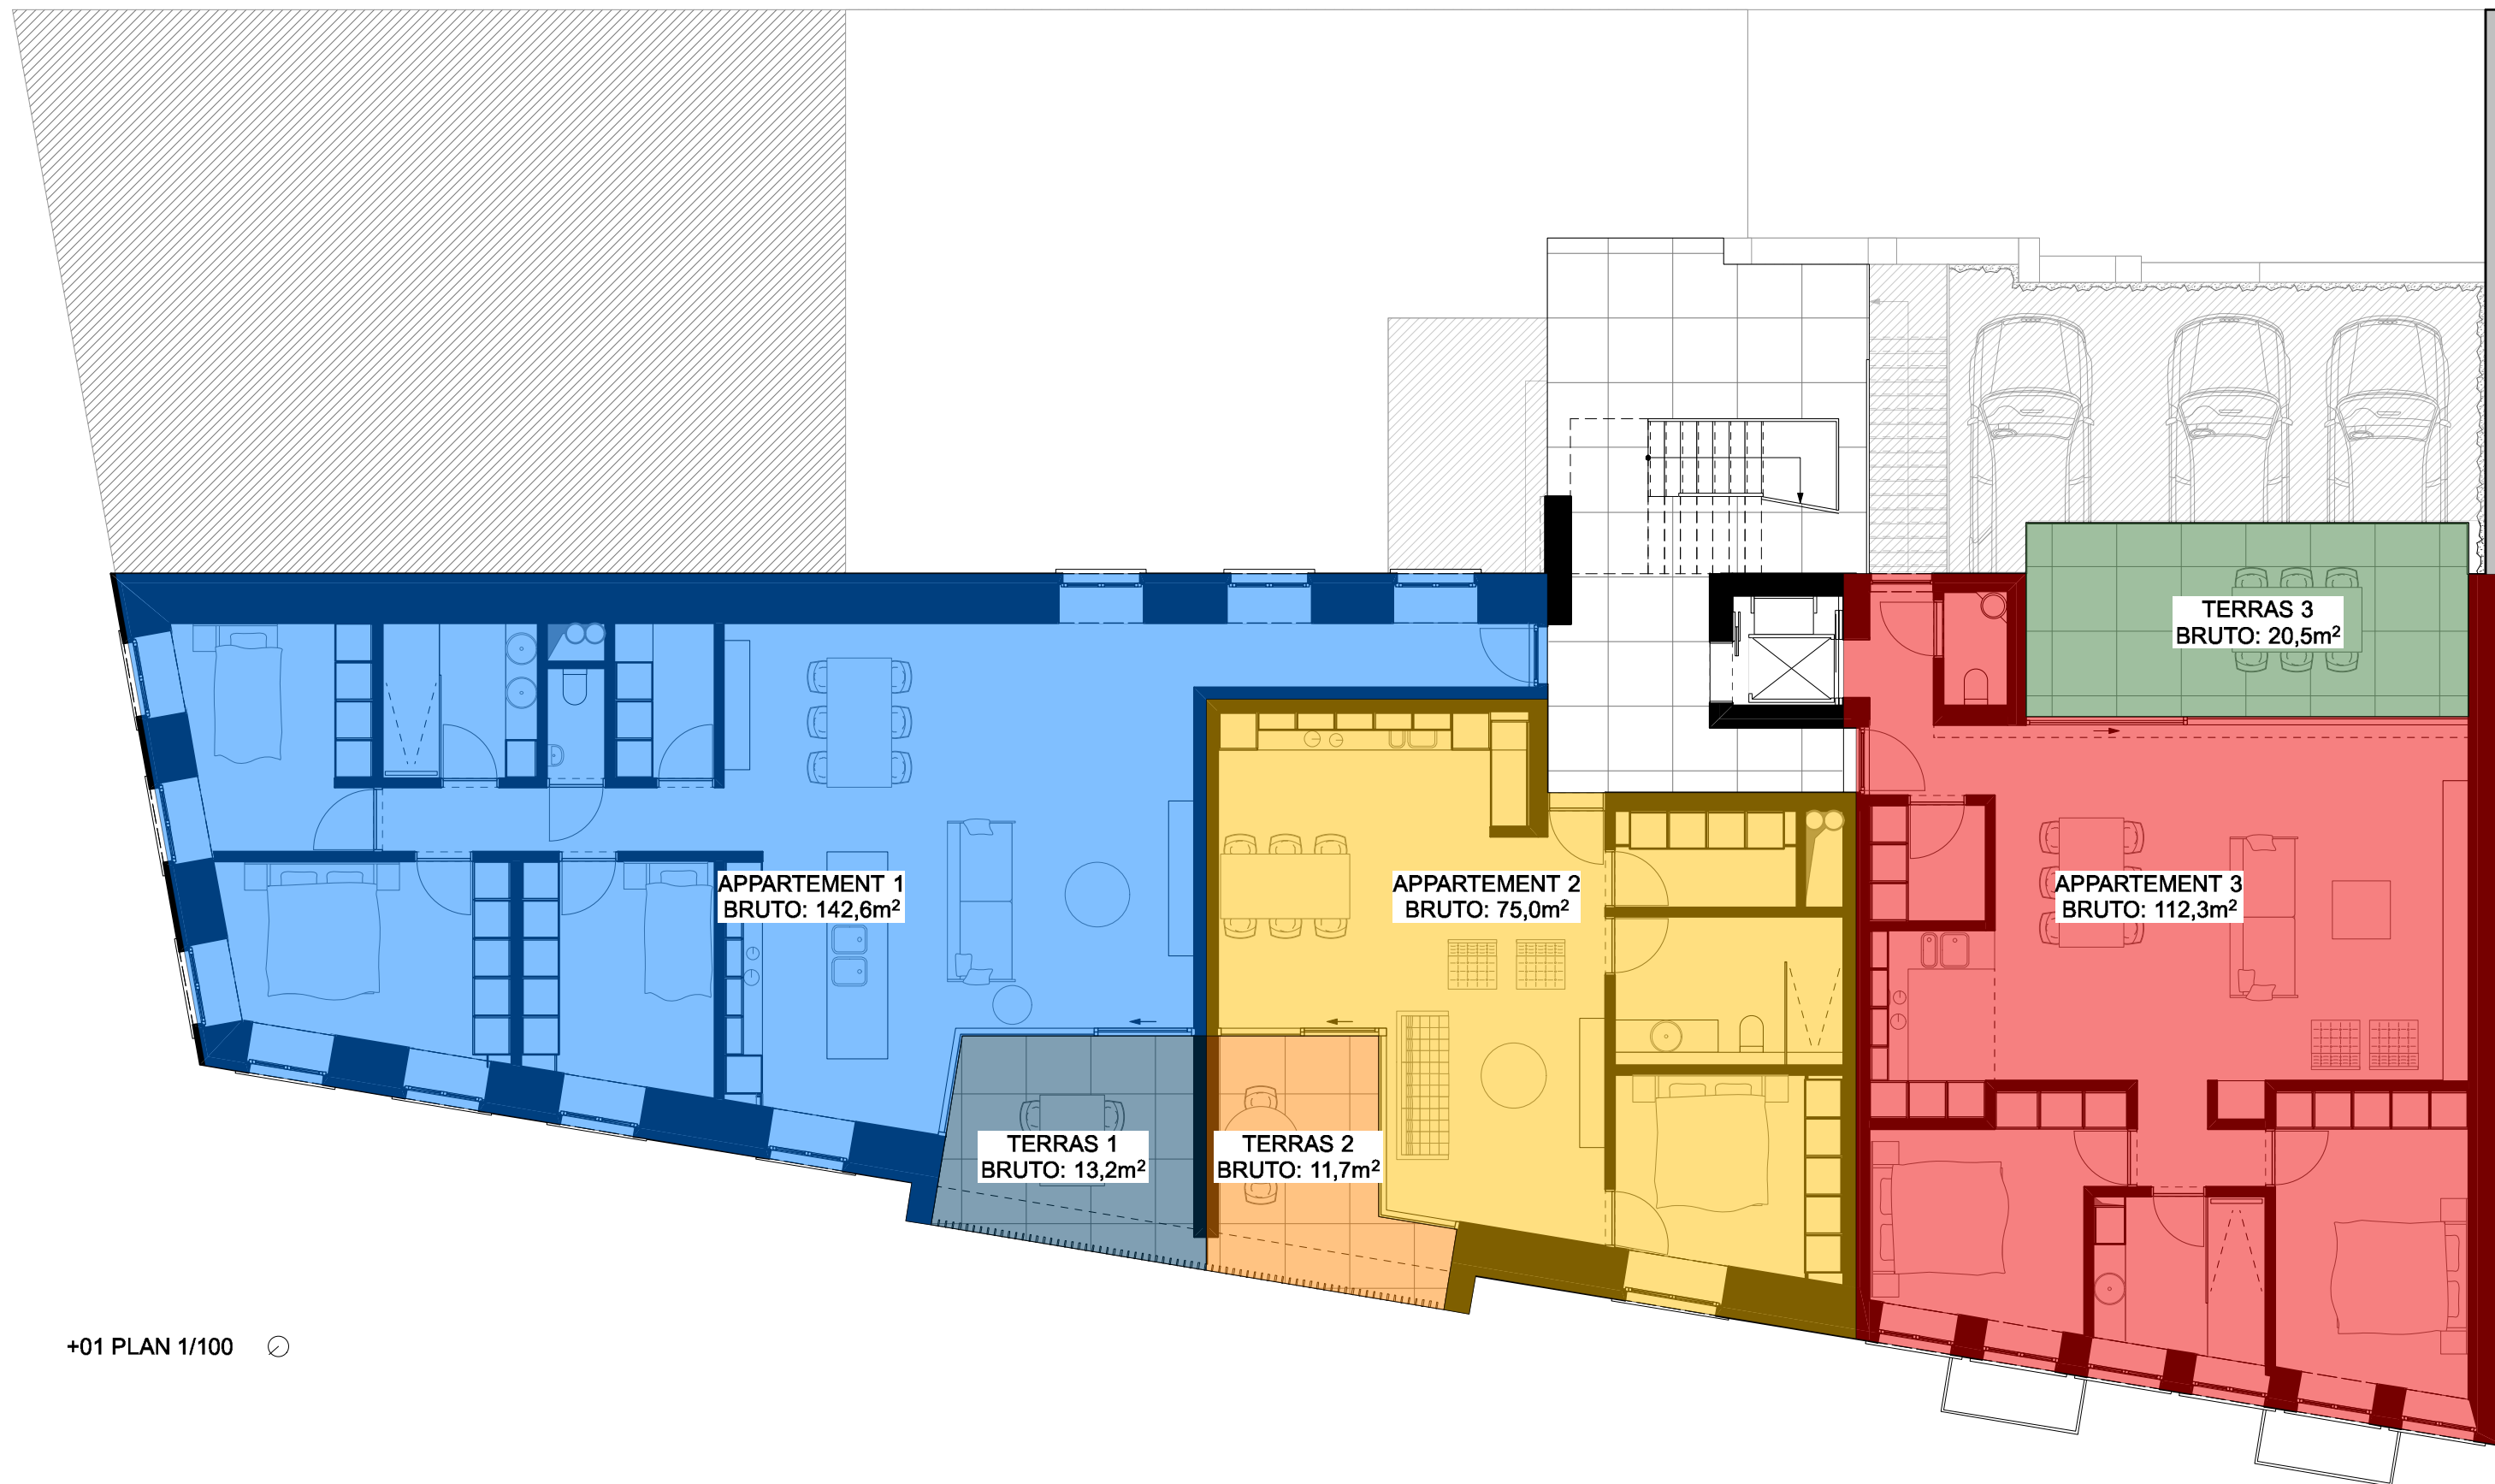 TERRAS 3
BRUTO: 20,5m²
APPARTEMENT 1
BRUTO: 142,6m²
APPARTEMENT 2
BRUTO: 75,0m²
APPARTEMENT 3
BRUTO: 112,3m²
TERRAS 1
BRUTO: 13,2m²
TERRAS 2
BRUTO: 11,7m²
+01 PLAN 1/100